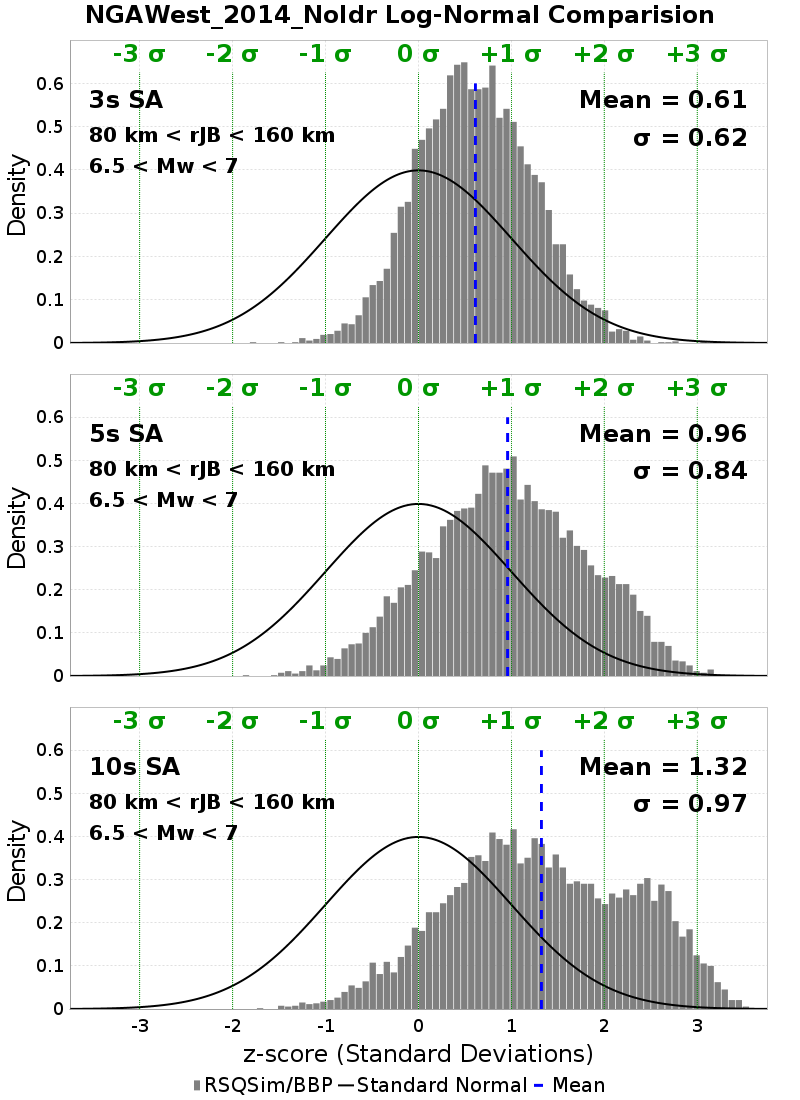 NGAWest_2014_NoIdr Log-Normal Comparision
-3 σ -2 σ -1 σ 0 σ +1 σ +2 σ +3 σ
3s SA
Mean = 0.61
80 km < rJB < 160 km
σ = 0.62
6.5 < Mw < 7
Density
0.6
0.5
0.4
0.3
0.2
0.1
0
-3 σ -2 σ -1 σ 0 σ +1 σ +2 σ +3 σ
5s SA
Mean = 0.96
80 km < rJB < 160 km
σ = 0.84
6.5 < Mw < 7
Density
0.6
0.5
0.4
0.3
0.2
0.1
0
-3 σ -2 σ -1 σ 0 σ +1 σ +2 σ +3 σ
10s SA
Mean = 1.32
80 km < rJB < 160 km
σ = 0.97
6.5 < Mw < 7
Density
0.6
0.5
0.4
0.3
0.2
0.1
0
-3 -2 -1 0 1 2 3
z-score (Standard Deviations)
RSQSim/BBP Standard Normal Mean